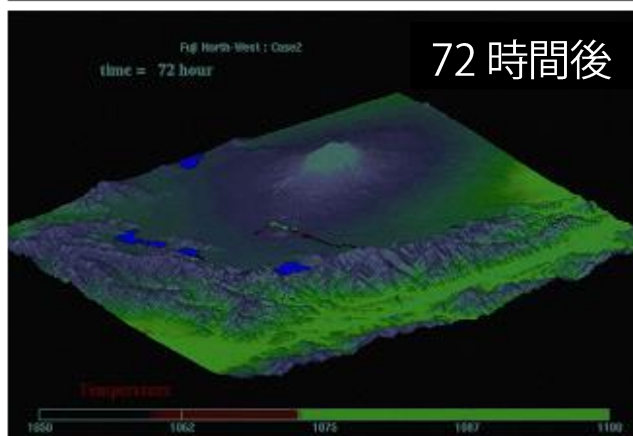 Fuji North-West : Case2
72 時間後
time = 72 hour
Temperature
1050 1062 1075 1087 1100